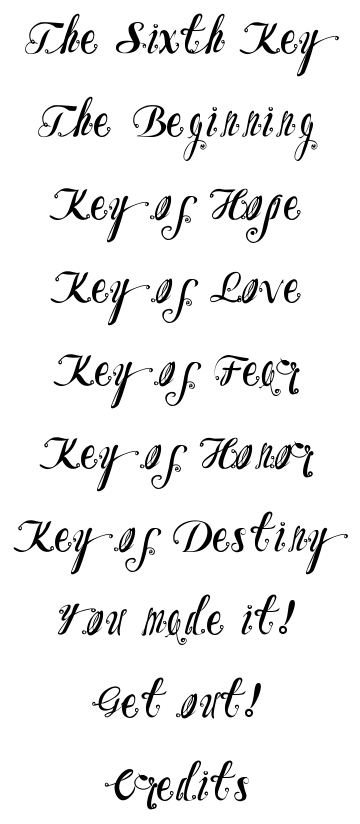 The Sixth Key
The Beginning
Key of Hope
Key of Love
Key of Fear
Key of Honor
Key of Destiny
You made it!
Get out!
Credits